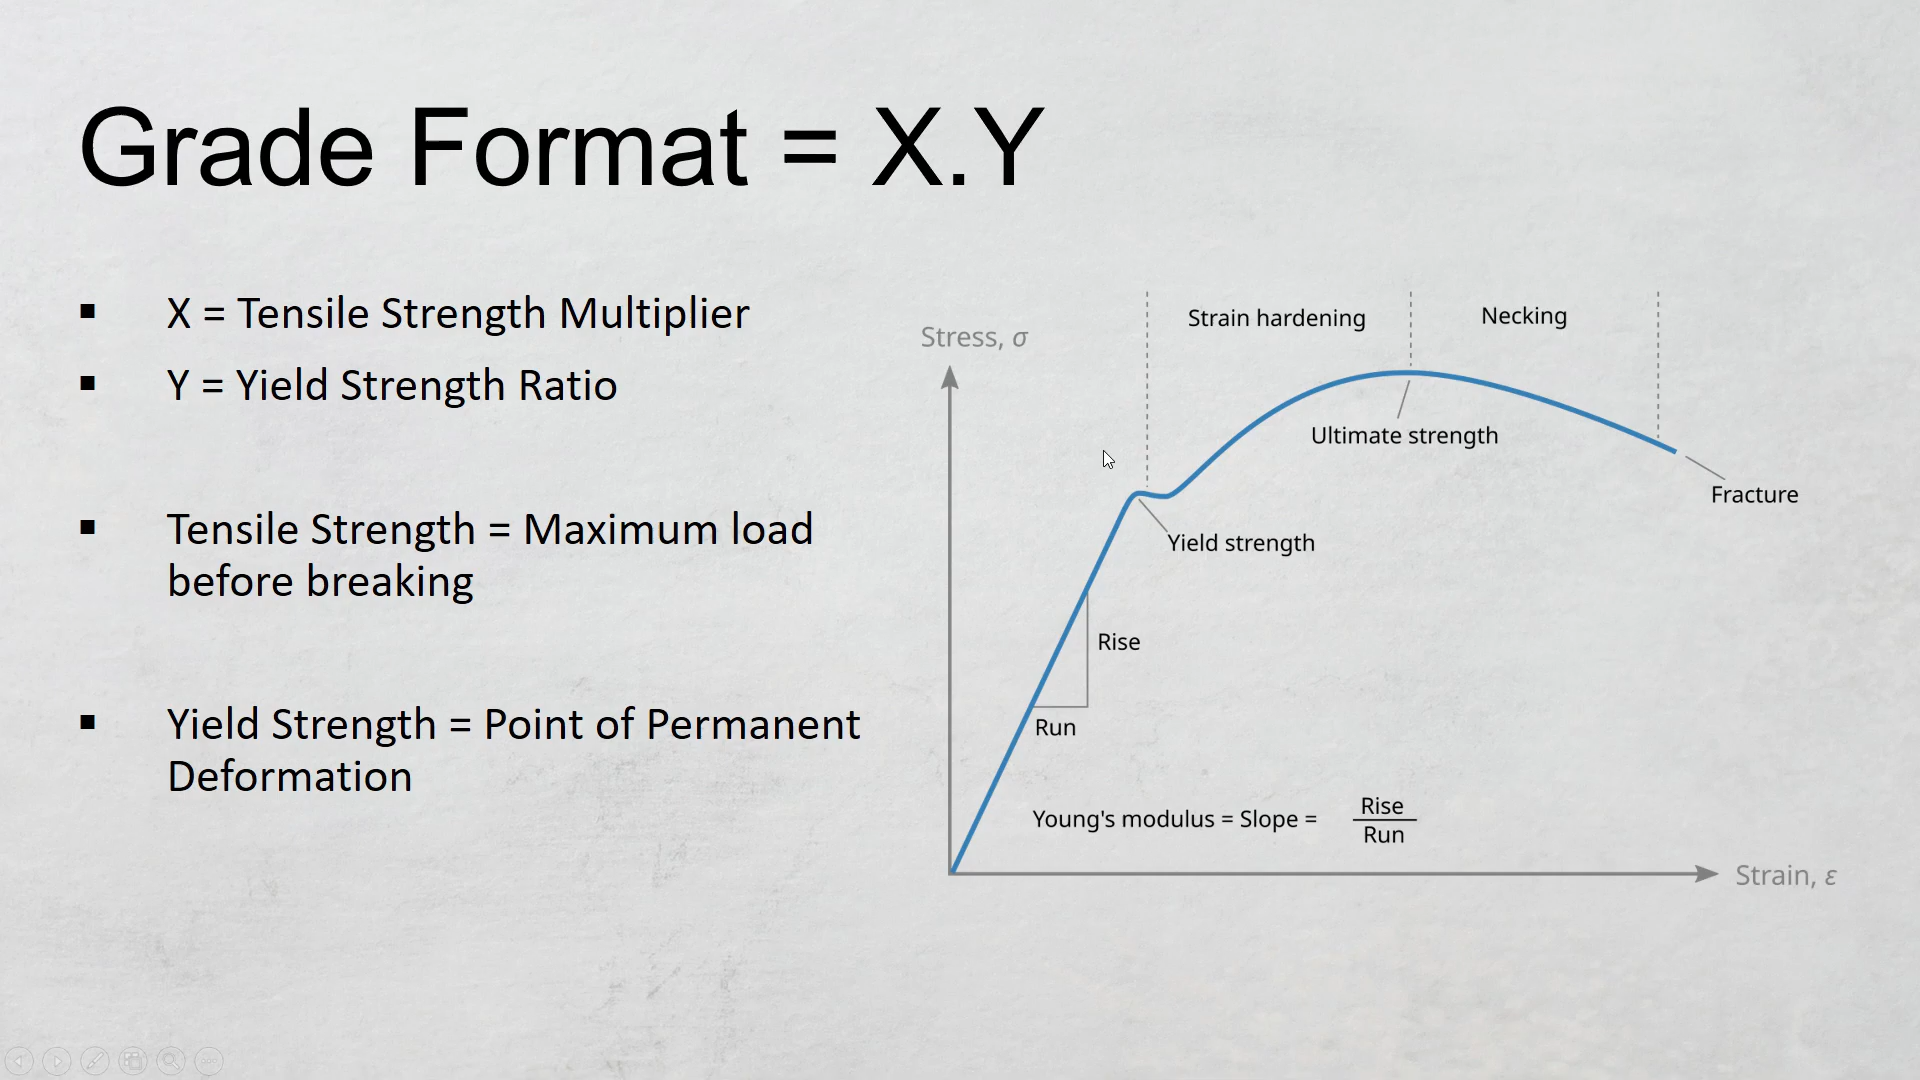 Grade Format = X.Y
▪ X = Tensile Strength Multiplier
▪ Y = Yield Strength Ratio
▪ Tensile Strength = Maximum load
before breaking
▪ Yield Strength = Point of Permanent
Deformation
Stress, σ
Strain hardening
Necking
Ultimate strength
Fracture
Yield strength
Rise
Run
Young's modulus = Slope =
Rise
Run
Strain, ε